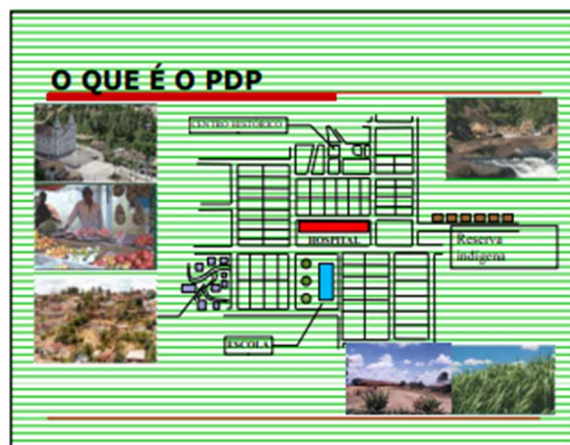 O QUE É O PDP
CENTRO HISTÓRICO
HOSPITAL
Reserva
indígena
ESCOLA